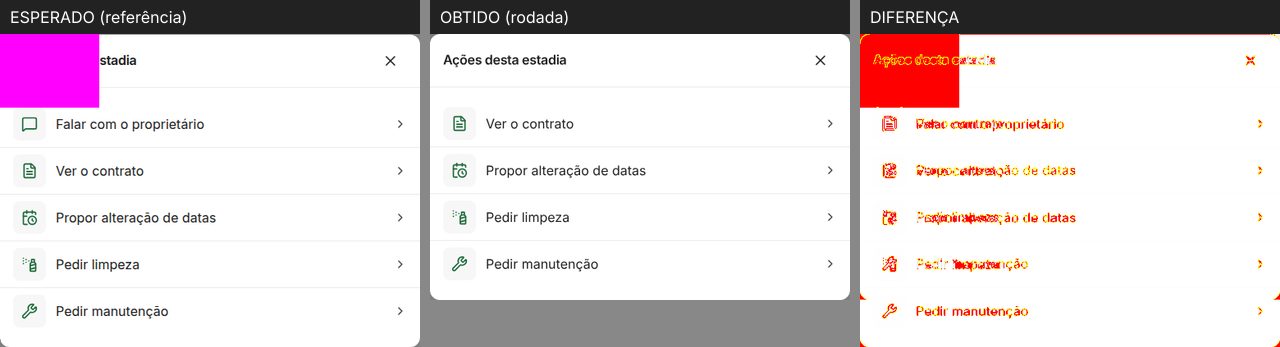 ESPERADO (referência)
OBTIDO (rodada)
DIFERENÇA
stadia
Falar com o proprietário
Ver o contrato
Propor alteração de datas
Pedir limpeza
Pedir manutenção
Ações desta estadia
Ver o contrato
Propor alteração de datas
Pedir limpeza
Pedir manutenção
Pedir manutenção